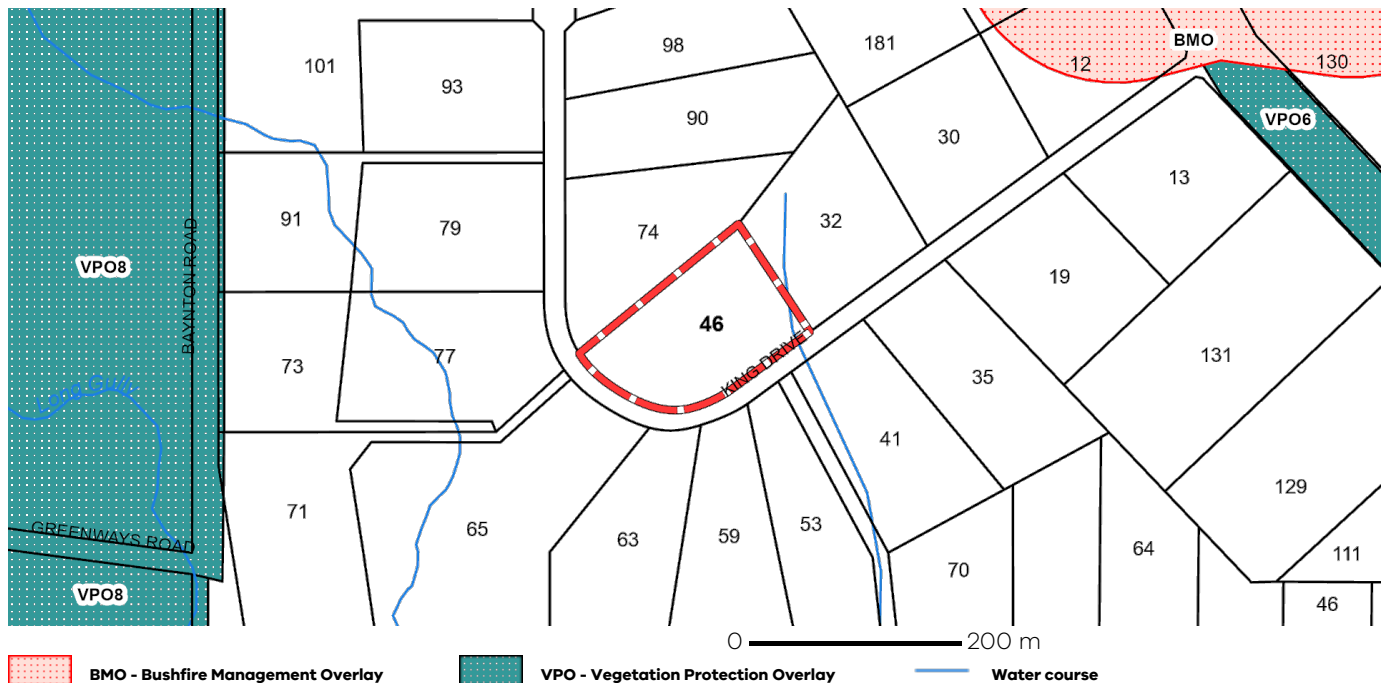 98
181
BMO
12
130
101
93
90
VPO6
30
13
91
79
74
32
VPO8
BAYNTON ROAD
19
46
KING DRIVE
73
77
35
131
Long Gully
41
71
65
63
59
53
64
129
GREENWAYS ROAD
111
70
VPO8
46
0 200 m
BMO - Bushfire Management Overlay
VPO - Vegetation Protection Overlay
Water course